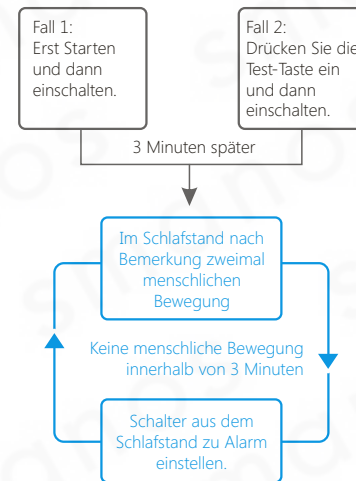 Fall 1:
Erst Starten
und dann
einschalten.
Fall 2:
Drücken Sie die
Test-Taste ein
und dann
einschalten.
3 Minuten später
Im Schlafstand nach
Bemerkung zweimal
menschlichen
Bewegung
Keine menschliche Bewegung
innerhalb von 3 Minuten
Schalter aus dem
Schlafstand zu Alarm
einstellen.